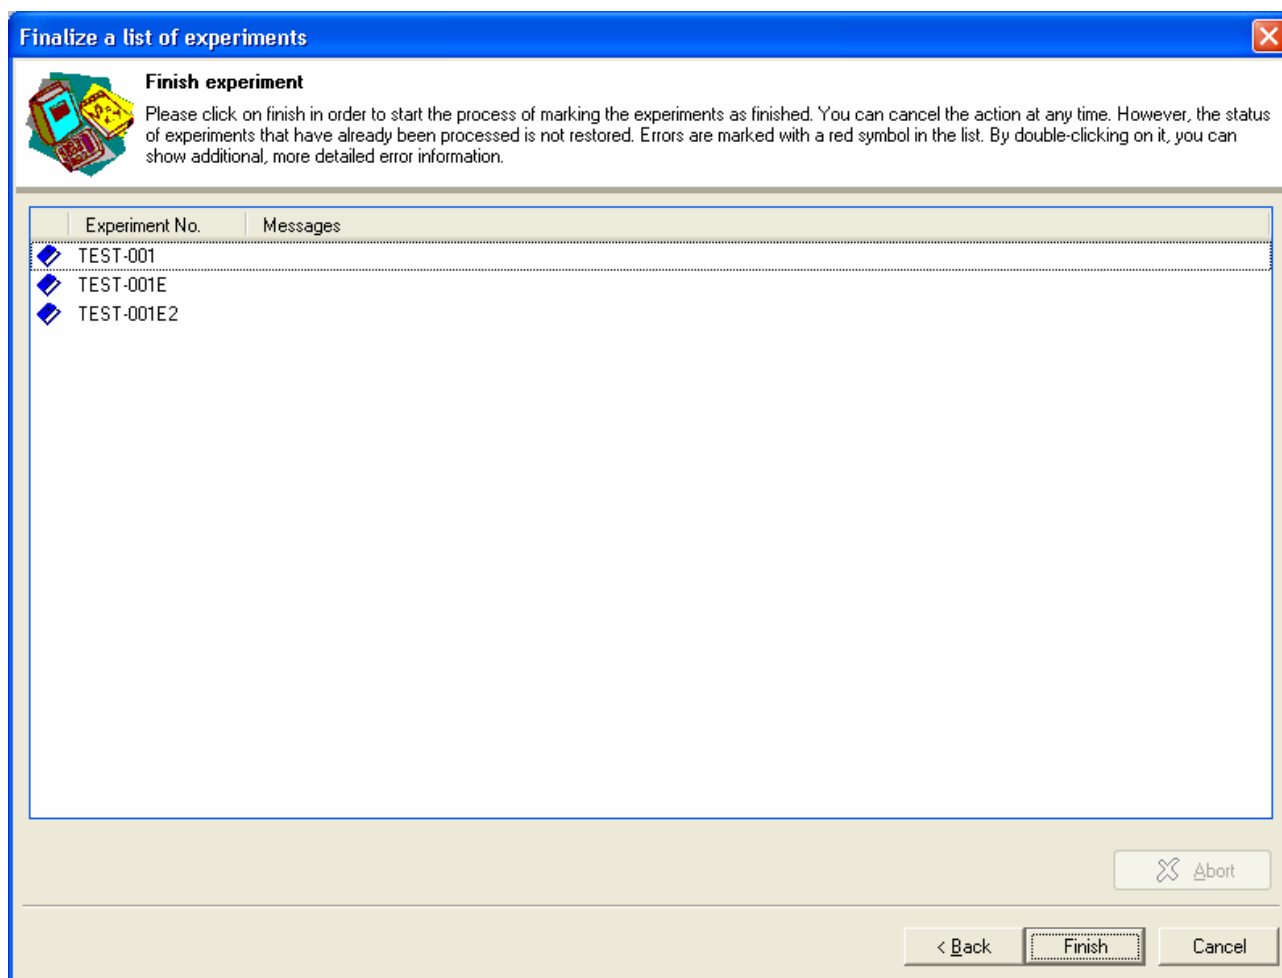 Finalize a list of experiments
Finish experiment
Please click on finish in order to start the process of marking the experiments as finished. You can cancel the action at any time. However, the status
of experiments that have already been processed is not restored. Errors are marked with a red symbol in the list. By double-clicking on it, you can
show additional, more detailed error information.
Experiment No. Messages
TEST-001
TEST-001E
TEST-001E2
Abort
< Back Finish Cancel